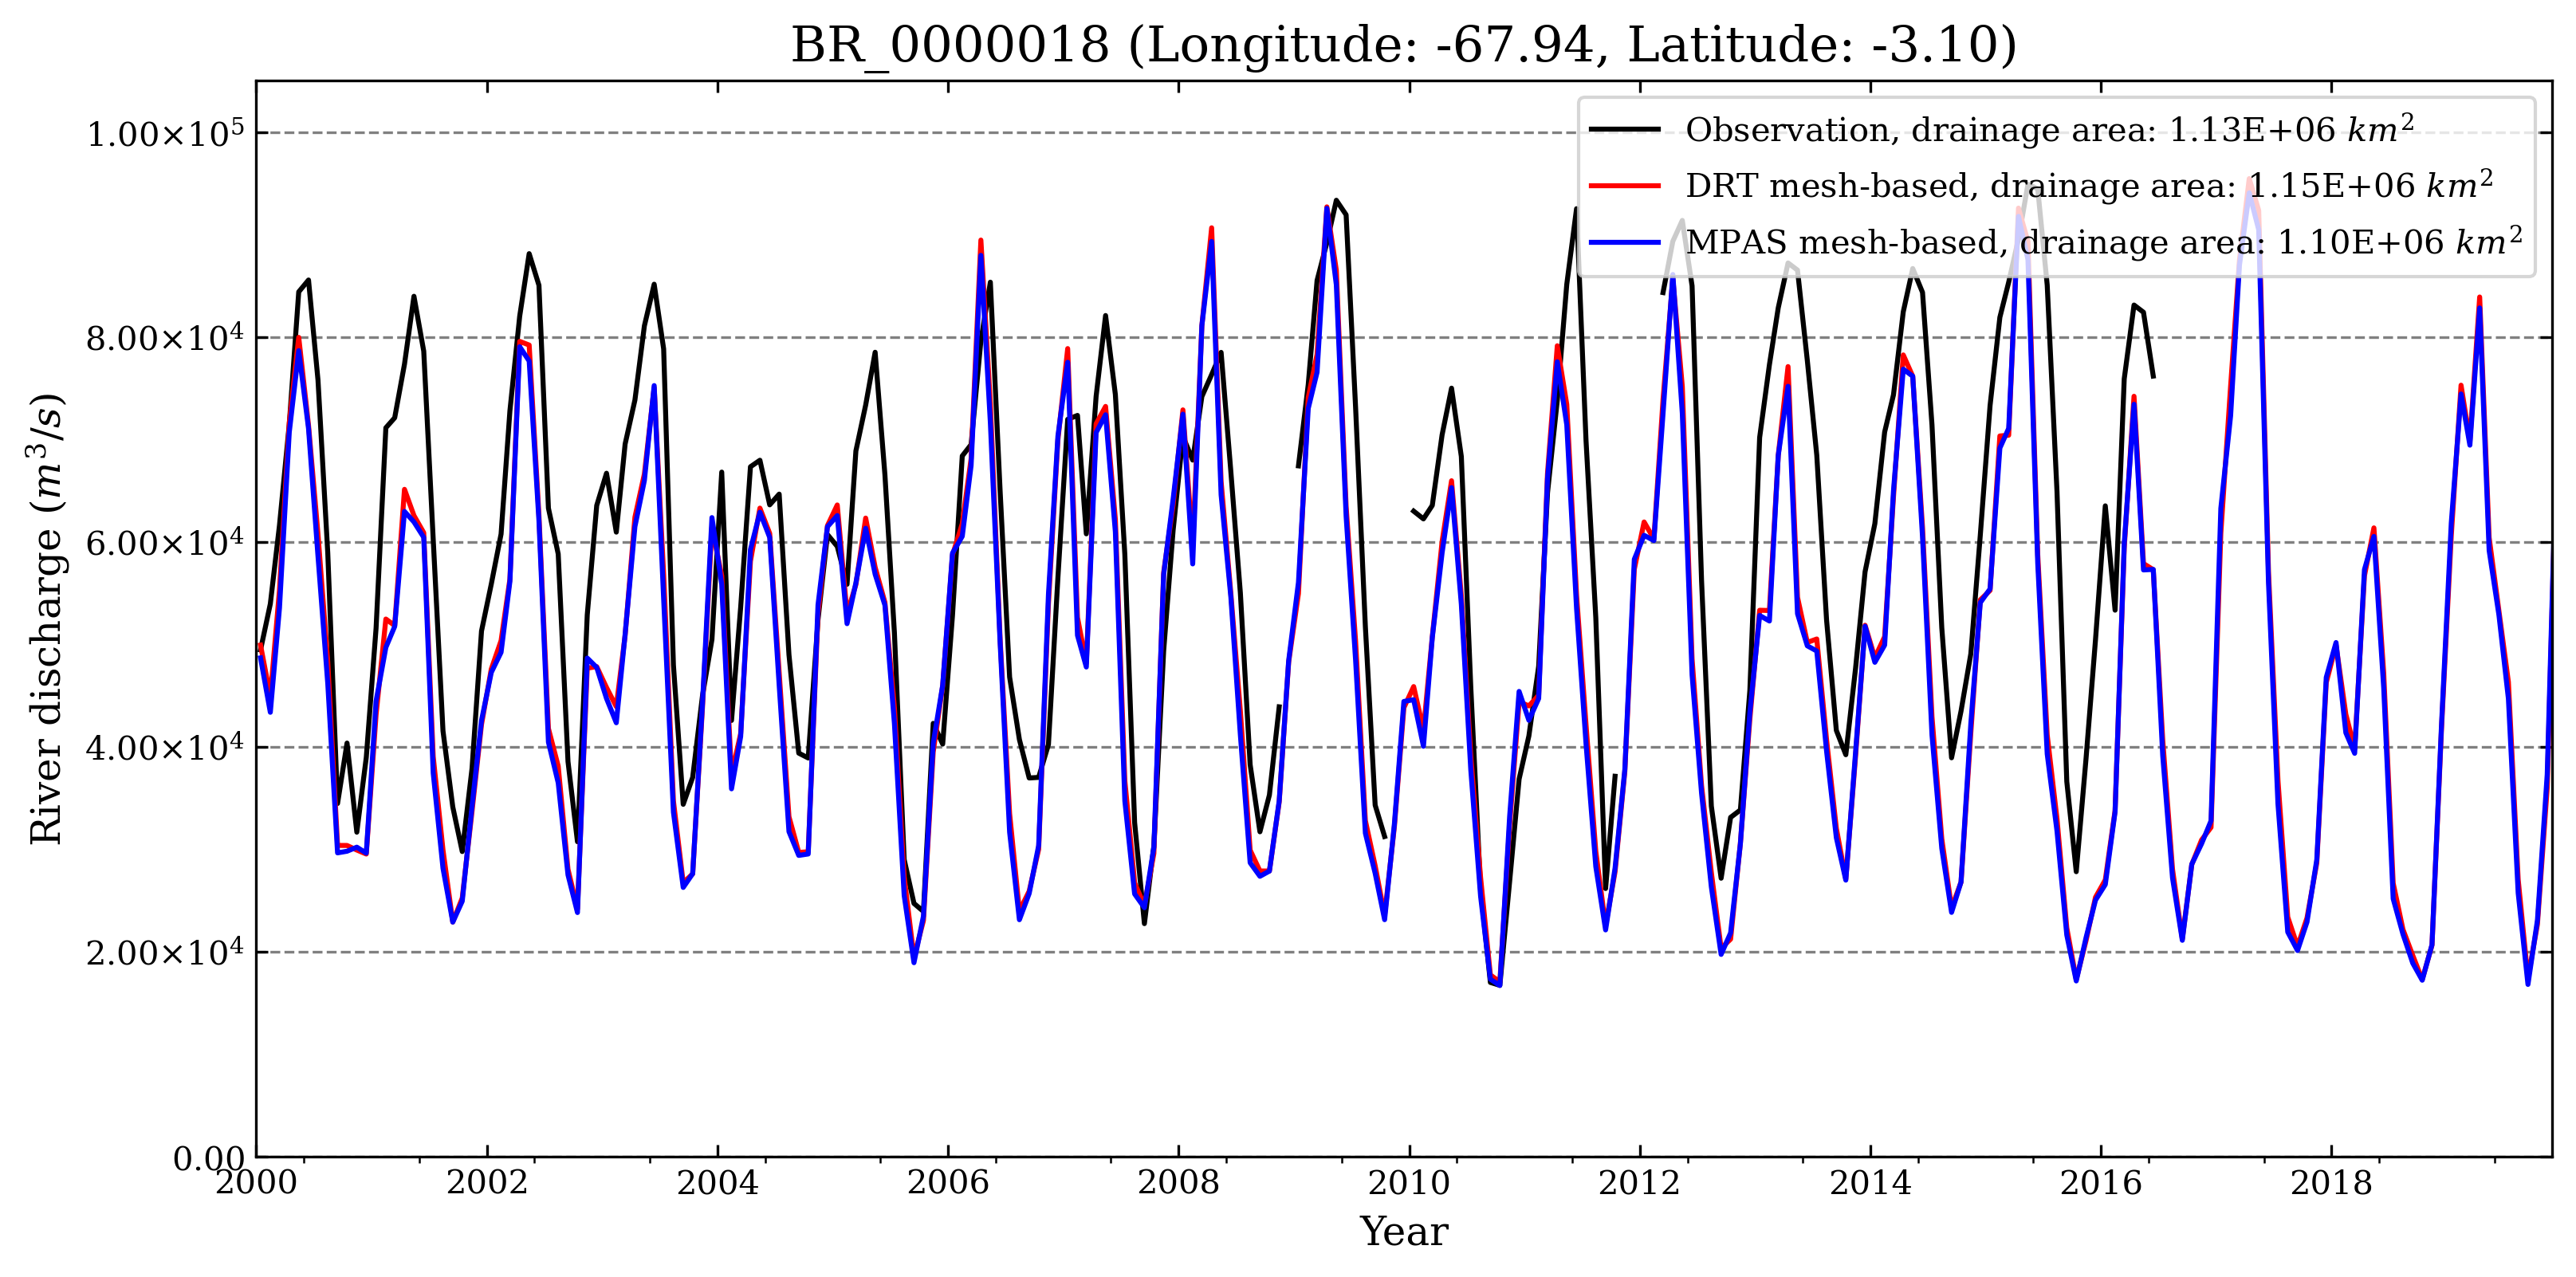 BR_0000018 (Longitude: -67.94, Latitude: -3.10)
1.00×10⁵
8.00×10⁴
6.00×10⁴
4.00×10⁴
2.00×10⁴
0.00
River discharge (m³/s)
Observation, drainage area: 1.13E+06 km²
DRT mesh-based, drainage area: 1.15E+06 km²
MPAS mesh-based, drainage area: 1.10E+06 km²
2000 2002 2004 2006 2008 2010 2012 2014 2016 2018
Year